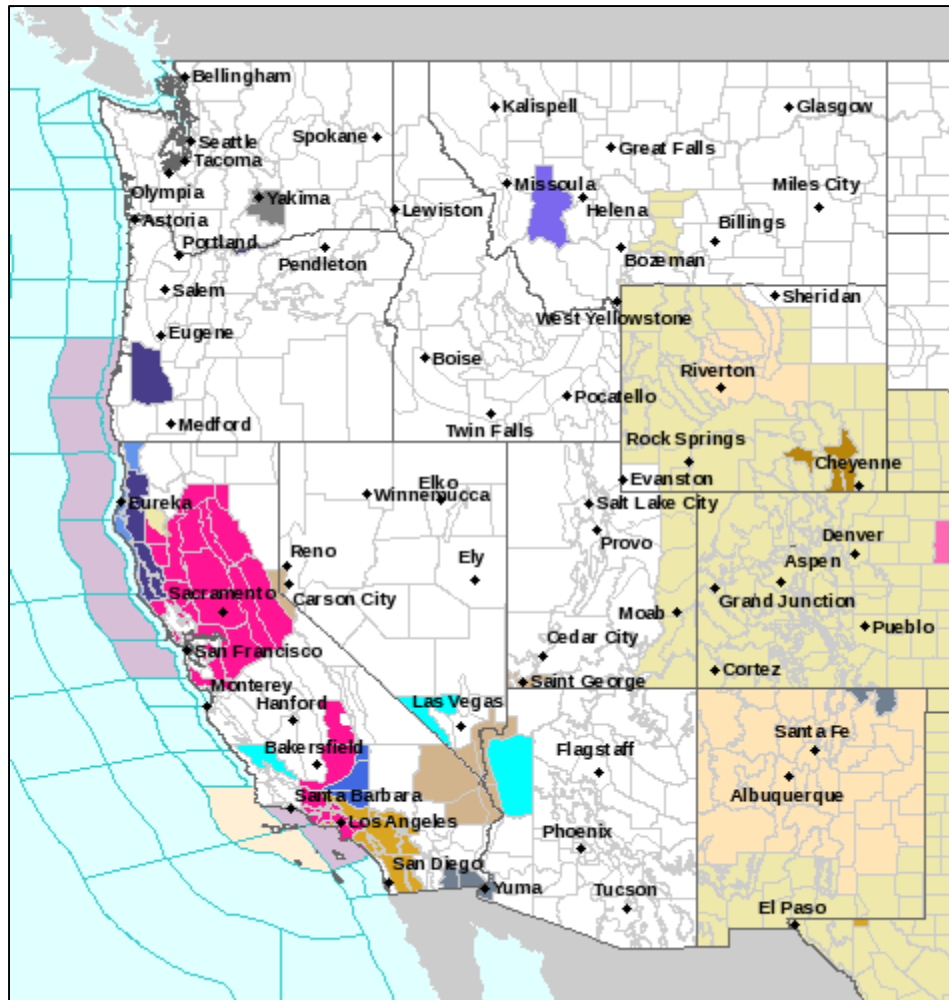 Bellingham
Kalispell
Glasgow
Spokane
Seattle
Great Falls
Tacoma
Missoula
Miles City
Olympia
Yakima
Helena
Lewiston
Astoria
Billings
Portland
Bozeman
Pendleton
Salem
Sheridan
West Yellowstone
Eugene
Boise
Riverton
Pocatello
Medford
Twin Falls
Rock Springs
Cheyenne
Elko
Evanston
Winnemucca
Eureka
Salt Lake City
Denver
Provo
Reno
Ely
Aspen
Sacramento
Carson City
Grand Junction
Moab
Pueblo
Cedar City
San Francisco
Cortez
Saint George
Monterey
Las Vegas
Hanford
Santa Fe
Bakersfield
Flagstaff
Santa Barbara
Albuquerque
Los Angeles
Phoenix
San Diego
Yuma
Tucson
El Paso